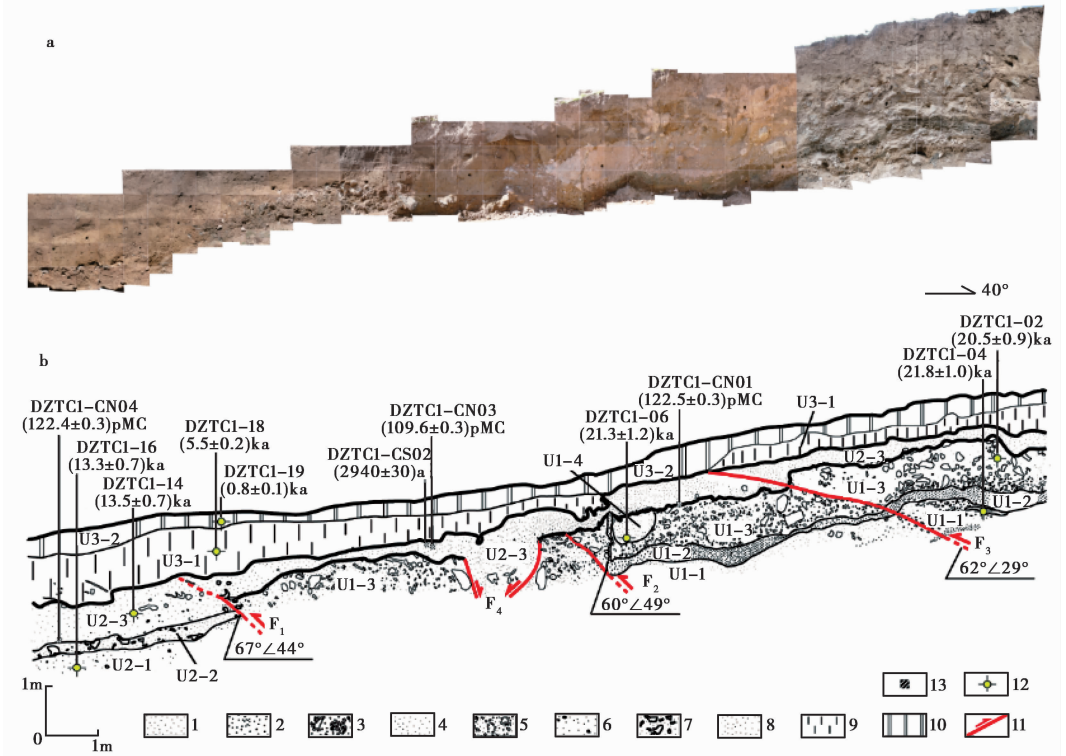 a
40°
b
DZTC1-02
(20.5±0.9)ka
DZTC1-04
(21.8±1.0)ka
DZTC1-CN01
(122.5±0.3)pMC
U3-1
DZTC1-CN04
(122.4±0.3)pMC
DZTC1-CN03
(109.6±0.3)pMC
DZTC1-06
(21.3±1.2)ka
DZTC1-18
(5.5±0.2)ka
DZTC1-16
(13.3±0.7)ka
DZTC1-CS02
(2940±30)a
DZTC1-19
(0.8±0.1)ka
DZTC1-14
(13.5±0.7)ka
U1-4
U3-2
U2-3
U1-3
U1-2
U1-1
F3
62°∠29°
U3-2
U3-1
U2-3
U1-3
U1-2
U1-1
U1-3
F4
F2
60°∠49°
U2-3
F1
67°∠44°
U2-1
U2-2
1m
0
1m
13
12
1
2
3
4
5
6
7
8
9
10
11